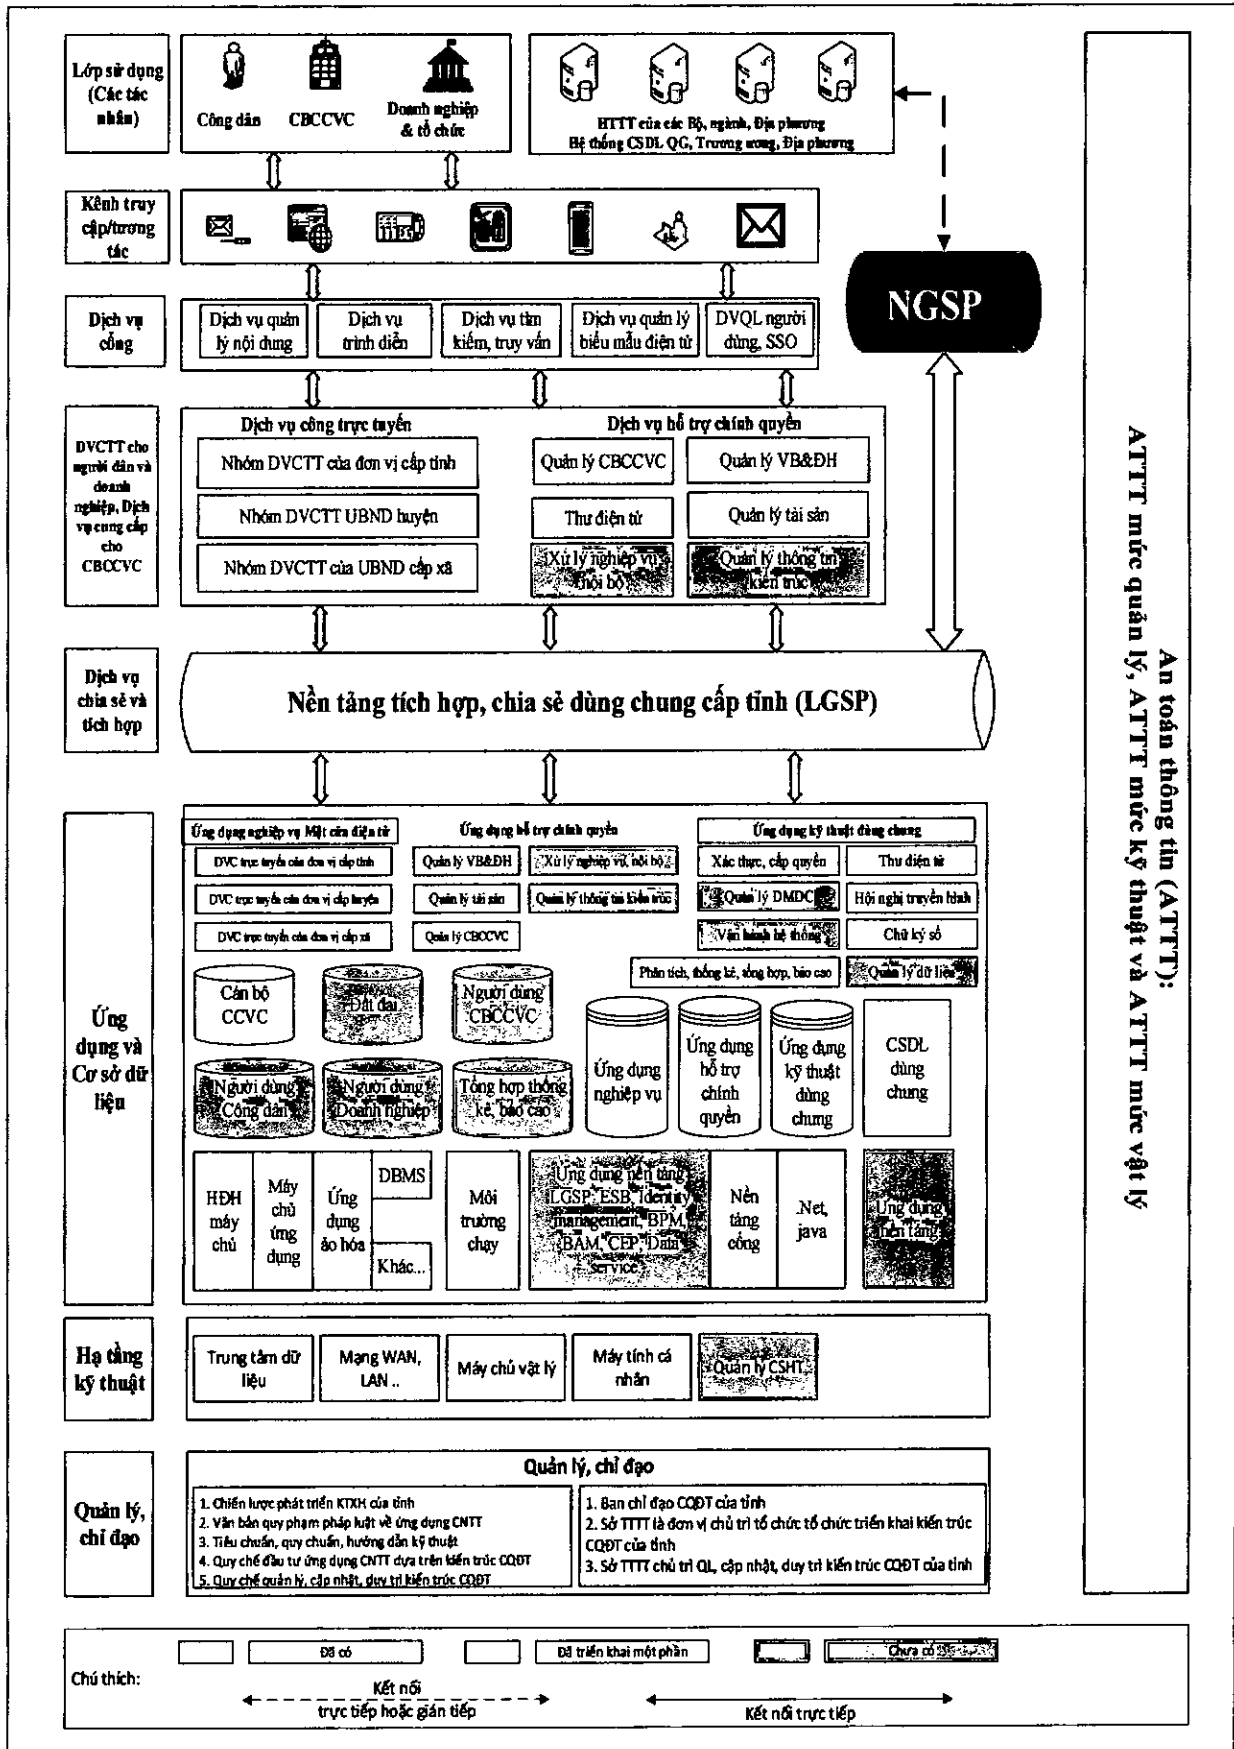 Lớp sử dụng
(Các tác
nhân)
Công dân
CBCCVC
Doanh nghiệp
& tổ chức
HTTT của các Bộ, ngành, Địa phương
Hệ thống CSDL QG, Trương ương, Địa phương
Kênh truy
cập/tương
tác
NGSP
Dịch vụ
cổng
Dịch vụ quản
lý nội dung
Dịch vụ
trình diễn
Dịch vụ tìm
kiếm, truy vấn
Dịch vụ quản lý
biểu mẫu điện tử
DVQL người
dùng, SSO
DVCTT cho
người dân và
doanh
nghiệp, Dịch
vụ cung cấp
cho
CBCCVC
Dịch vụ công trực tuyến
Nhóm DVCTT của đơn vị cấp tỉnh
Nhóm DVCTT UBND huyện
Nhóm DVCTT của UBND cấp xã
Dịch vụ hỗ trợ chính quyền
Quản lý CBCCVC
Quản lý VB&ĐH
Thư điện tử
Quản lý tài sản
Xử lý nghiệp vụ
nội bộ
Quản lý thông tin
kiến trúc
Dịch vụ
chia sẻ và
tích hợp
Nền tảng tích hợp, chia sẻ dùng chung cấp tỉnh (LGSP)
Ứng
dụng và
Cơ sở dữ
liệu
Ứng dụng nghiệp vụ Một cửa điện tử
DVC trực tuyến của đơn vị cấp tỉnh
DVC trực tuyến của đơn vị cấp huyện
DVC trực tuyến của đơn vị cấp xã
Ứng dụng hỗ trợ chính quyền
Quản lý VB&ĐH
Xử lý nghiệp vụ, nội bộ
Quản lý tài sản
Quản lý thông tin kiến trúc
Quản lý CBCCVC
Ứng dụng kỹ thuật dùng chung
Xác thực, cấp quyền
Thư điện tử
Quản lý DMDC
Hội nghị truyền hình
Vận hành hệ thống
Chữ ký số
Phân tích, thống kê, tổng hợp, báo cáo
Quản lý dữ liệu
Cán bộ
CCVC
Đất đai
Người dùng
CBCCVC
Người dùng
Công dân
Người dùng
Doanh nghiệp
Tổng hợp thống
kê, báo cáo
Ứng dụng
nghiệp vụ
Ứng dụng
hỗ trợ
chính
quyền
Ứng dụng
kỹ thuật
dùng
chung
CSDL
dùng
chung
HĐH
máy
chủ
Máy
chủ
ứng
dụng
Ứng
dụng
ảo hóa
DBMS
Khác...
Môi
trường
chạy
Ứng dụng nền tảng
LGSP, ESB, identity
management, BPM,
BAM, CEP, Data
service
Nền
tảng
cổng
.Net,
java
Ứng dụng
nền tảng
Hạ tầng
kỹ thuật
Trung tâm dữ
liệu
Mạng WAN,
LAN ..
Máy chủ vật lý
Máy tính cá
nhân
Quản lý CSHT
Quản lý,
chỉ đạo
Quản lý, chỉ đạo
1. Chiến lược phát triển KTXH của tỉnh
2. Văn bản quy phạm pháp luật về ứng dụng CNTT
3. Tiêu chuẩn, quy chuẩn, hướng dẫn kỹ thuật
4. Quy chế đầu tư ứng dụng CNTT dựa trên kiến trúc CQĐT
5. Quy chế quản lý, cập nhật, duy trì kiến trúc CQĐT
1. Ban chỉ đạo CQĐT của tỉnh
2. Sở TTTT là đơn vị chủ trì tổ chức tổ chức triển khai kiến trúc
CQĐT của tỉnh
3. Sở TTTT chủ trì QL, cập nhật, duy trì kiến trúc CQĐT của tỉnh
An toán thông tin (ATTT):
ATTT mức quản lý, ATTT mức kỹ thuật và ATTT mức vật lý
Chú thích:
Đã có
Đã triển khai một phần
Chưa có
Kết nối
trực tiếp hoặc gián tiếp
Kết nối trực tiếp